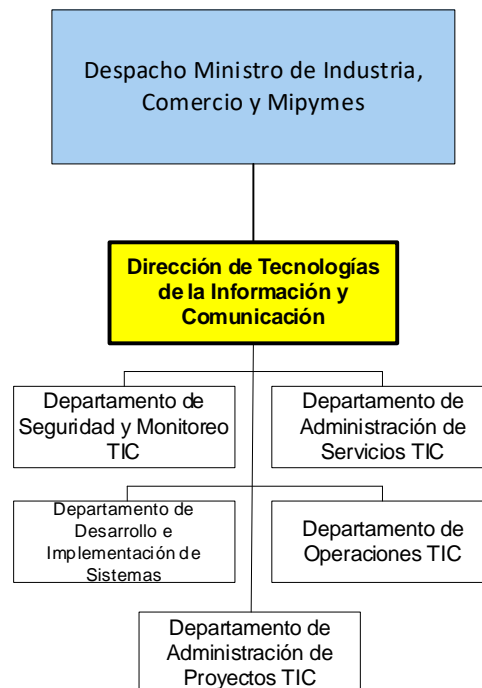 Despacho Ministro de Industria,
Comercio y Mipymes
Dirección de Tecnologías
de la Información y
Comunicación
Departamento de
Seguridad y Monitoreo
TIC
Departamento de
Administración de
Servicios TIC
Departamento de
Desarrollo e
Implementación de
Sistemas
Departamento de
Operaciones TIC
Departamento de
Administración de
Proyectos TIC